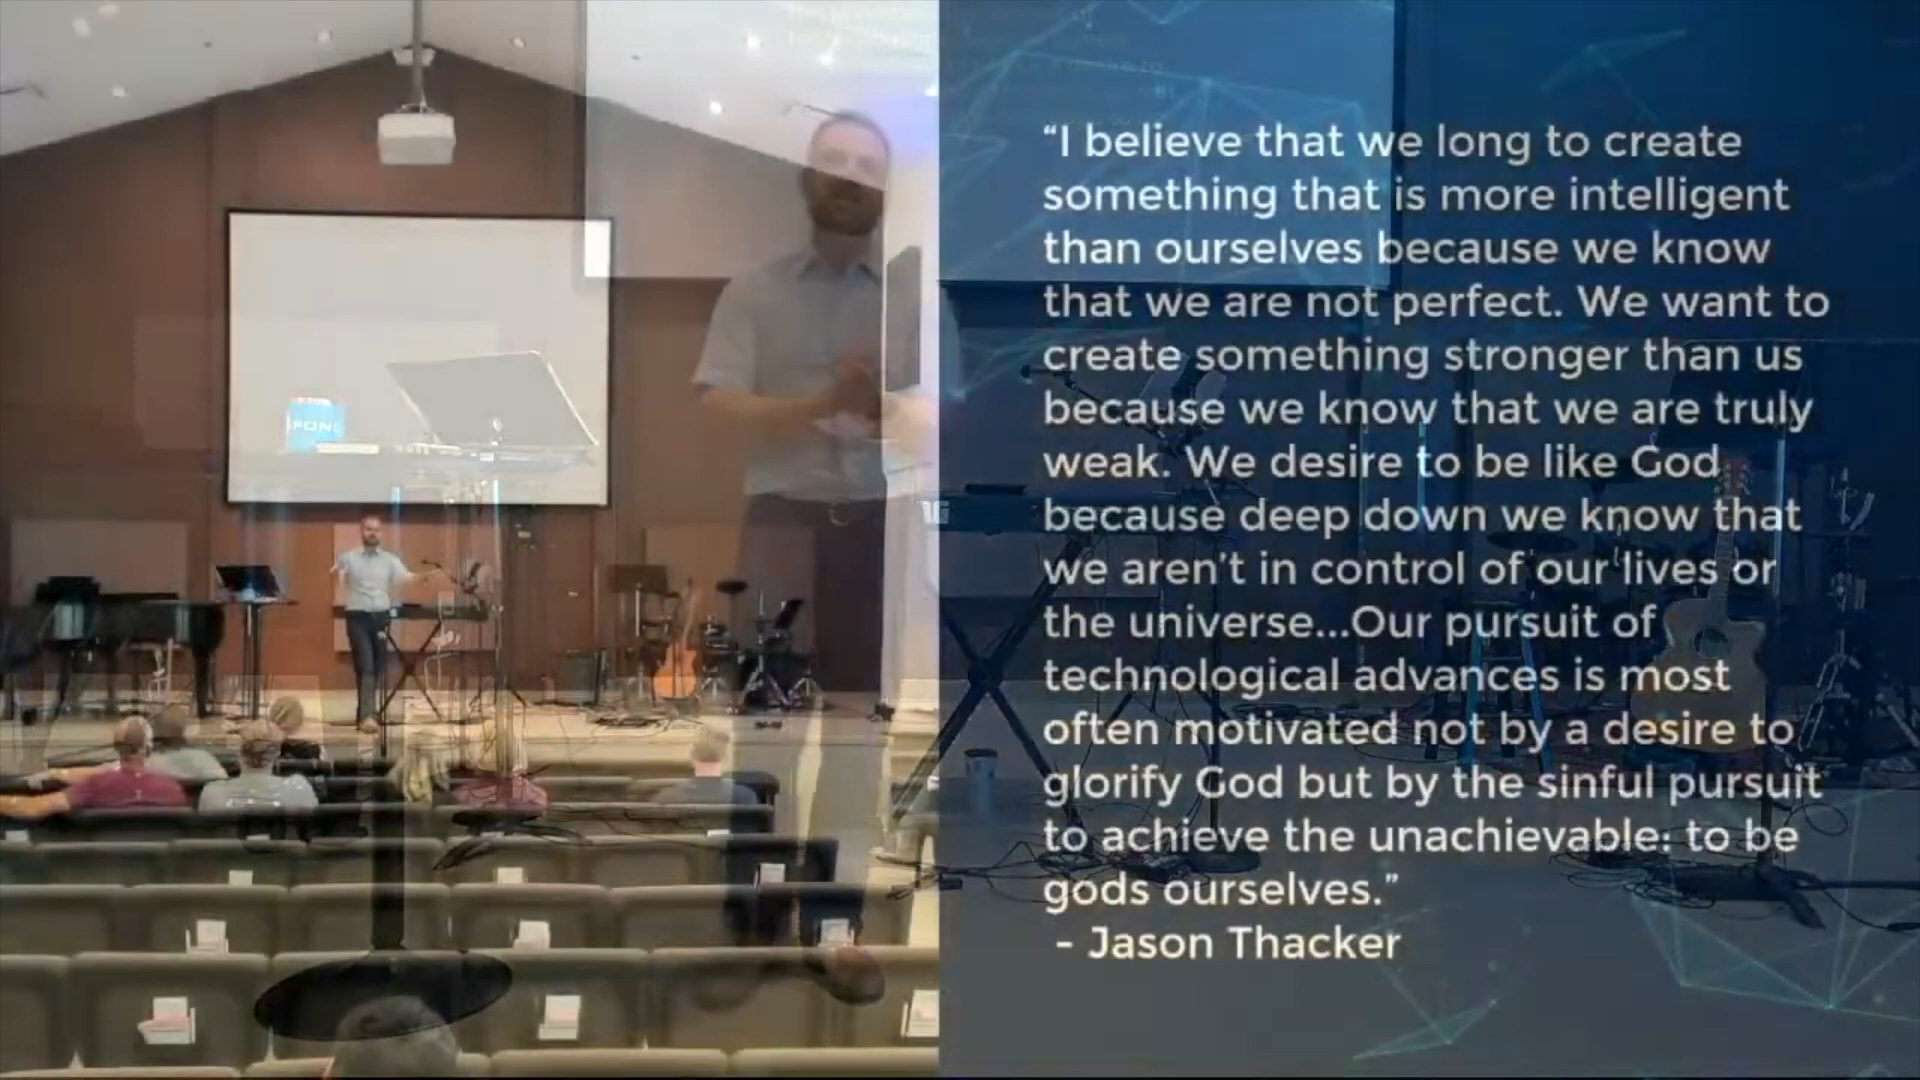 “I believe that we long to create
something that is more intelligent
than ourselves because we know
that we are not perfect. We want to
create something stronger than us
because we know that we are truly
weak. We desire to be like God
because deep down we know that
we aren't in control of our lives or
the universe...Our pursuit of
technological advances is most
often motivated not by a desire to
glorify God but by the sinful pursuit
to achieve the unachievable: to be
gods ourselves.”
- Jason Thacker